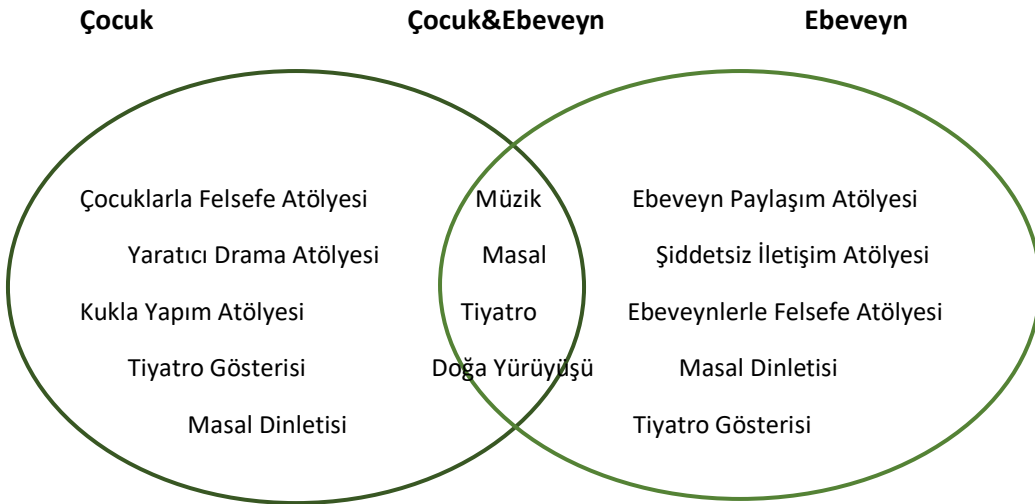 Çocuk Çocuk&Ebeveyn Ebeveyn
Çocuklarla Felsefe Atölyesi Müzik Ebeveyn Paylaşım Atölyesi
Yaratıcı Drama Atölyesi Masal Şiddetsiz İletişim Atölyesi
Kukla Yapım Atölyesi Tiyatro Ebeveynlerle Felsefe Atölyesi
Tiyatro Gösterisi Doğa Yürüyüşü Masal Dinletisi
Masal Dinletisi Tiyatro Gösterisi